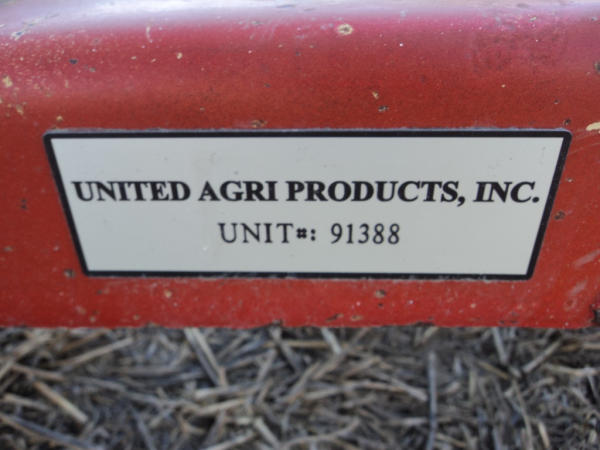 UNITED AGRI PRODUCTS, INC.
UNIT#: 91388